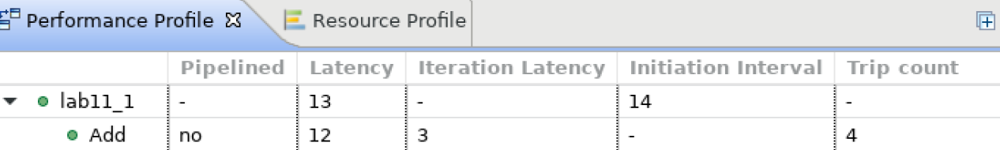 Performance Profile Resource Profile
Pipelined Latency Iteration Latency Initiation Interval Trip count
lab11_1 - 13 - 14 -
Add no 12 3 - 4